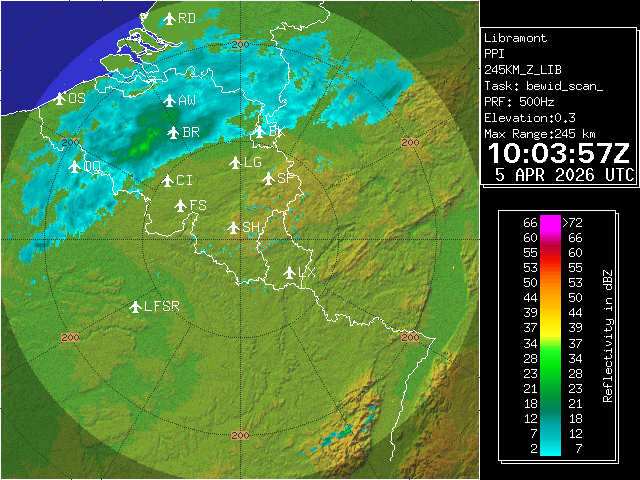 RD
200
OS
AW
BR
BK
200
200
LG
CI
SP
FS
SH
LX
LFSR
200
200
200
Libramont
PPI
245KM_Z_LIB
Task: bewid_scan_
PRF: 500Hz
Elevation:0.3
Max Range:245 km
10:03:57Z
5 APR 2026 UTC
66 >72
60 66
55 60
53 55
50 53
44 50
39 44
37 39
34 37
28 34
23 28
21 23
18 21
12 18
7 12
2 7
Reflectivity in dBZ